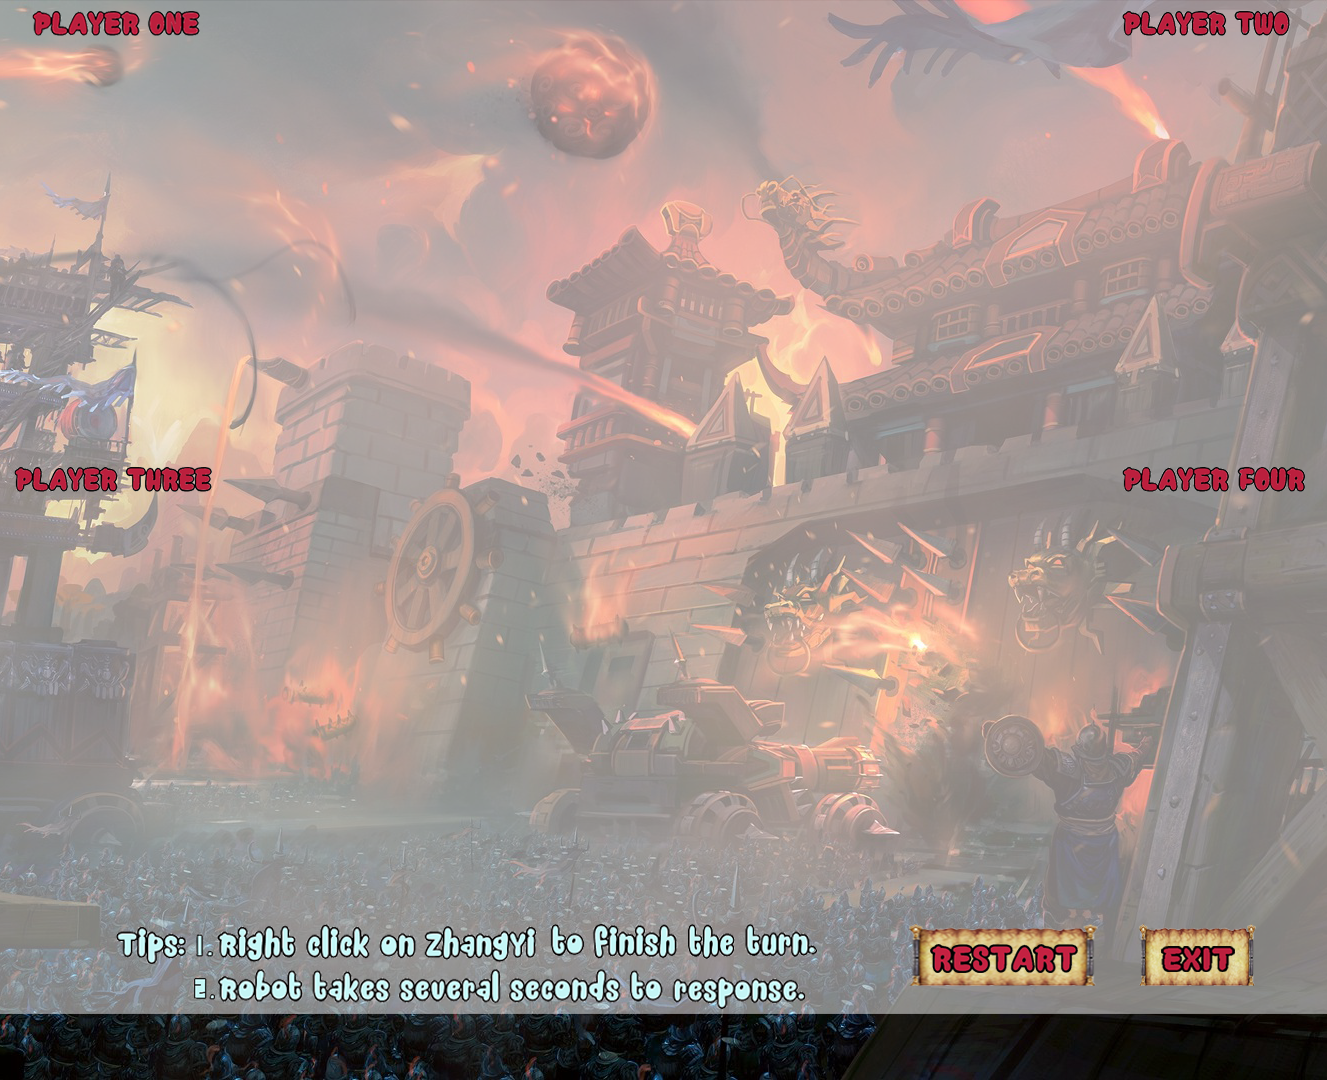 PLAYER ONE
PLAYER TWO
PLAYER THREE
PLAYER FOUR
Tips: 1. Right click on ZhangYi to finish the turn.
2. Robot takes several seconds to response.
RESTART
EXIT